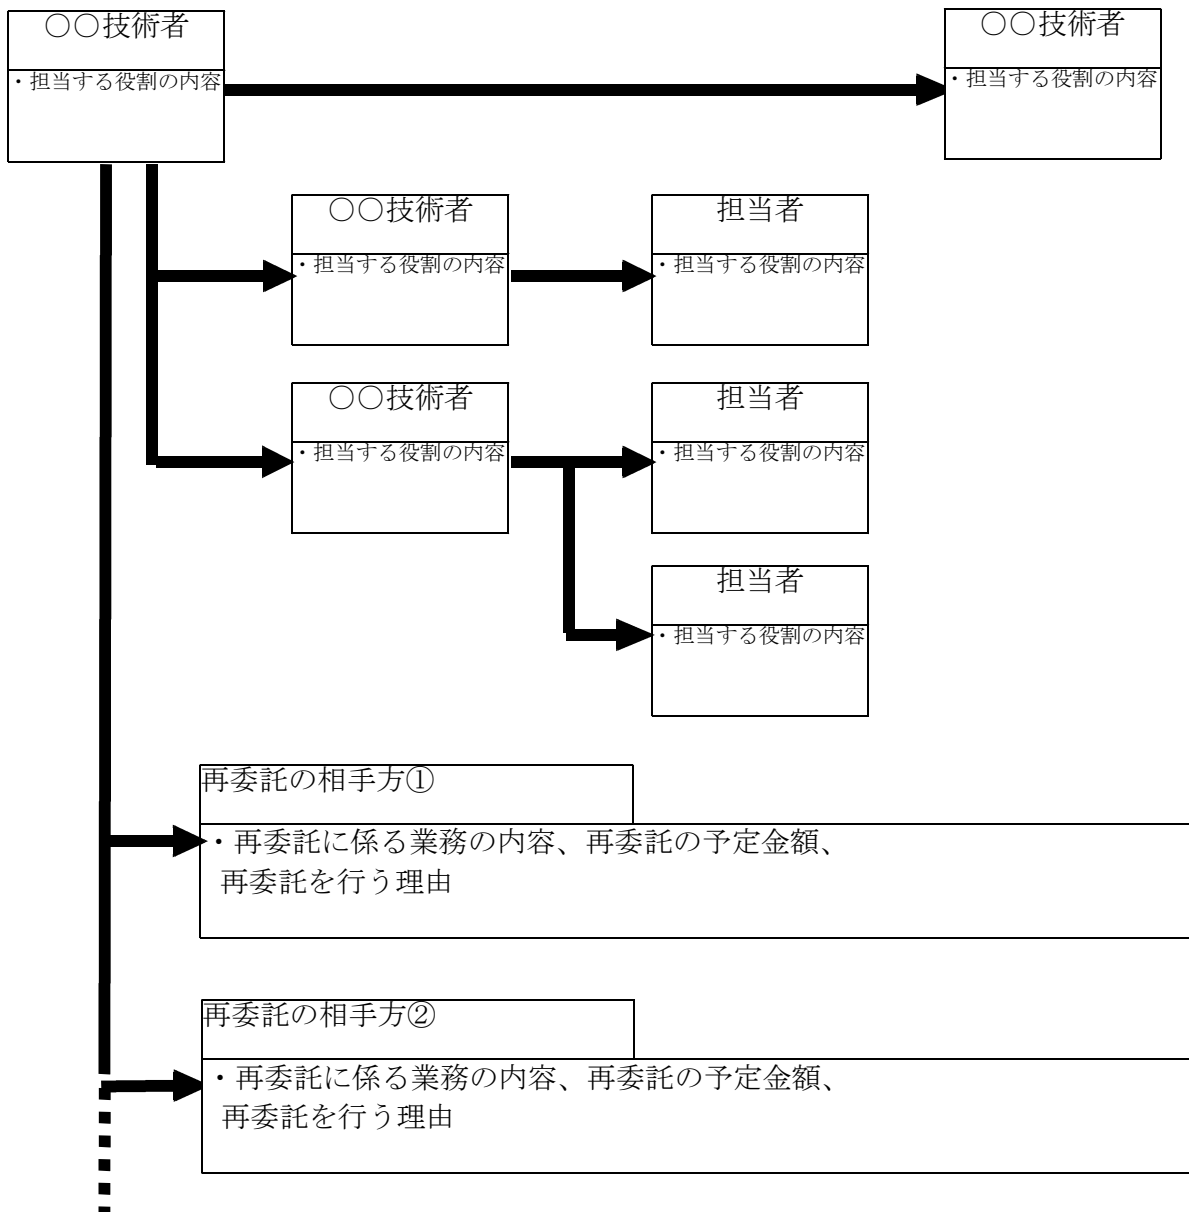 ○○技術者
・担当する役割の内容
○○技術者
・担当する役割の内容
○○技術者
・担当する役割の内容
担当者
・担当する役割の内容
○○技術者
・担当する役割の内容
担当者
・担当する役割の内容
担当者
・担当する役割の内容
再委託の相手方①
・再委託に係る業務の内容、再委託の予定金額、
再委託を行う理由
再委託の相手方②
・再委託に係る業務の内容、再委託の予定金額、
再委託を行う理由